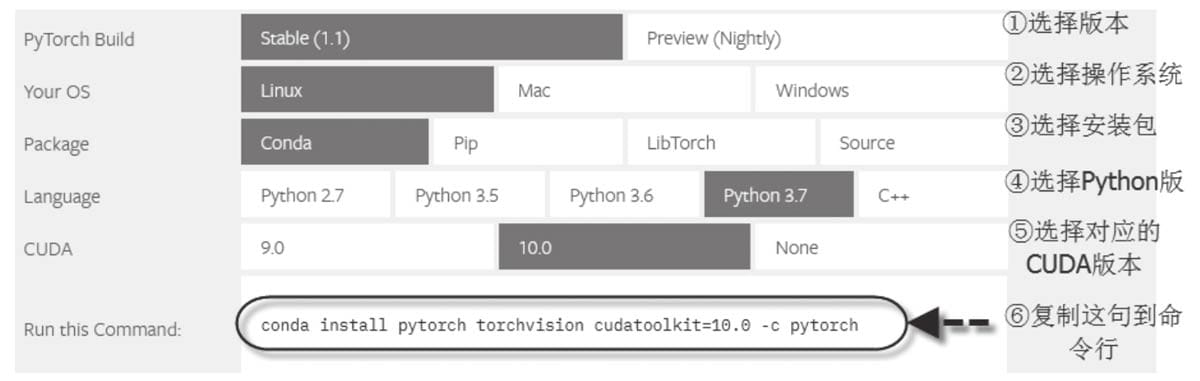 PyTorch Build Stable (1.1) Preview (Nightly) ①选择版本
Your OS Linux Mac Windows ②选择操作系统
Package Conda Pip LibTorch Source ③选择安装包
Language Python 2.7 Python 3.5 Python 3.6 Python 3.7 C++ ④选择Python版
CUDA 9.0 10.0 None ⑤选择对应的
CUDA版本
Run this Command: conda install pytorch torchvision cudatoolkit=10.0 -c pytorch ⑥复制这句到命
令行